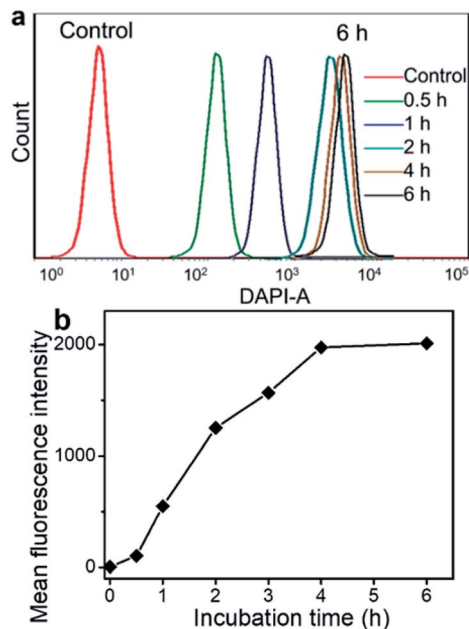 a
Control
6 h
Control
0.5 h
1 h
2 h
4 h
6 h
Count
10⁰ 10¹ 10² 10³ 10⁴ 10⁵
DAPI-A
b
Mean fluorescence intensity
2000
1000
0
0 1 2 3 4 5 6
Incubation time (h)